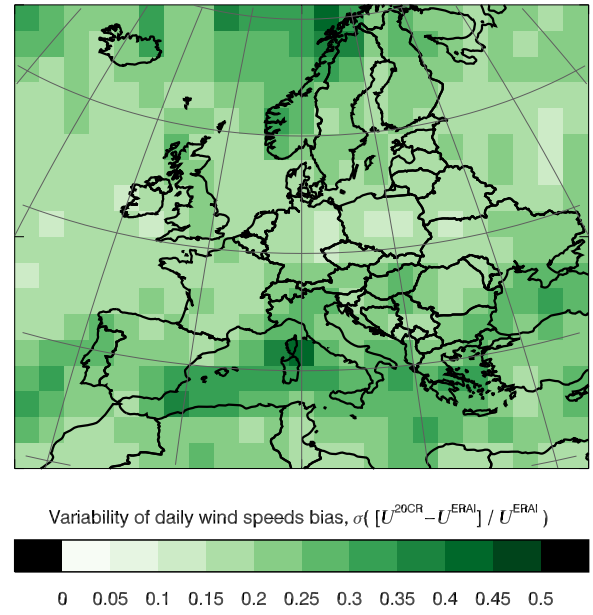 Variability of daily wind speeds bias, σ( [U^20CR − U^ERAI] / U^ERAI )
0 0.05 0.1 0.15 0.2 0.25 0.3 0.35 0.4 0.45 0.5